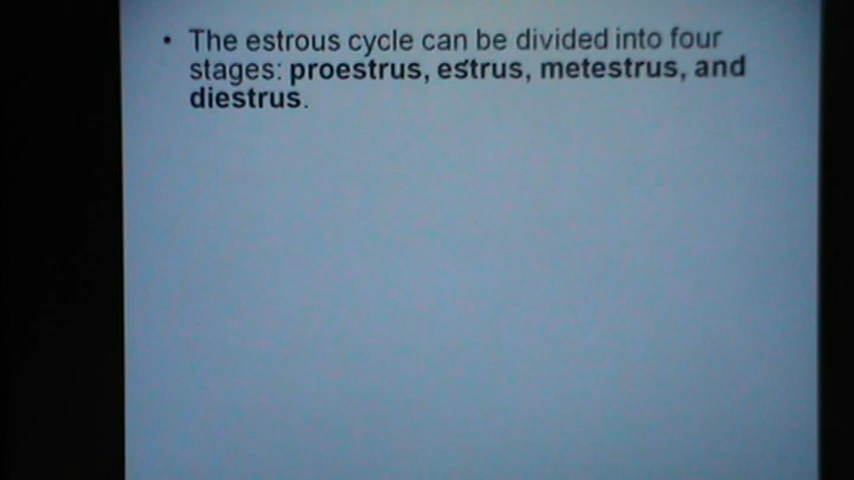 • The estrous cycle can be divided into four
stages: proestrus, estrus, metestrus, and
diestrus.